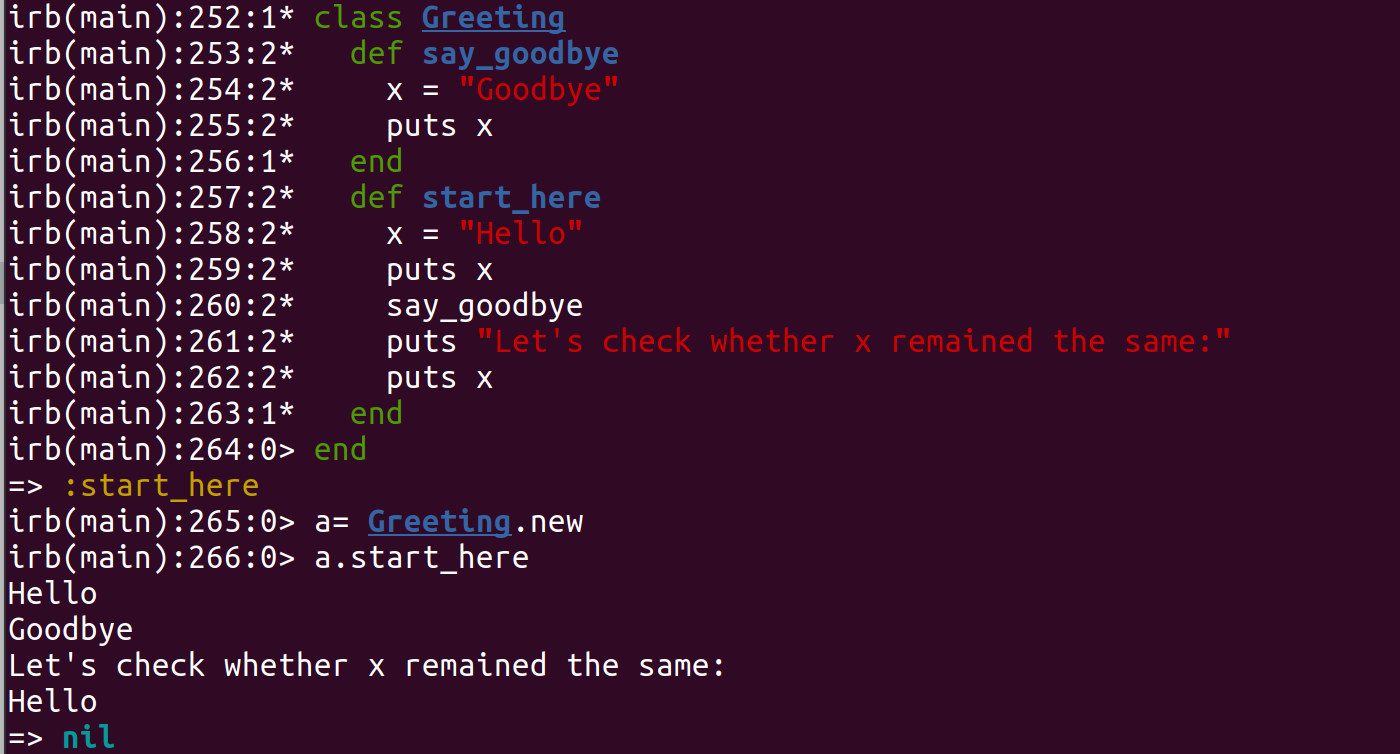 irb(main):252:1* class Greeting
irb(main):253:2*   def say_goodbye
irb(main):254:2*     x = "Goodbye"
irb(main):255:2*     puts x
irb(main):256:1*   end
irb(main):257:2*   def start_here
irb(main):258:2*     x = "Hello"
irb(main):259:2*     puts x
irb(main):260:2*     say_goodbye
irb(main):261:2*     puts "Let's check whether x remained the same:"
irb(main):262:2*     puts x
irb(main):263:1*   end
irb(main):264:0> end
=> :start_here
irb(main):265:0> a= Greeting.new
irb(main):266:0> a.start_here
Hello
Goodbye
Let's check whether x remained the same:
Hello
=> nil